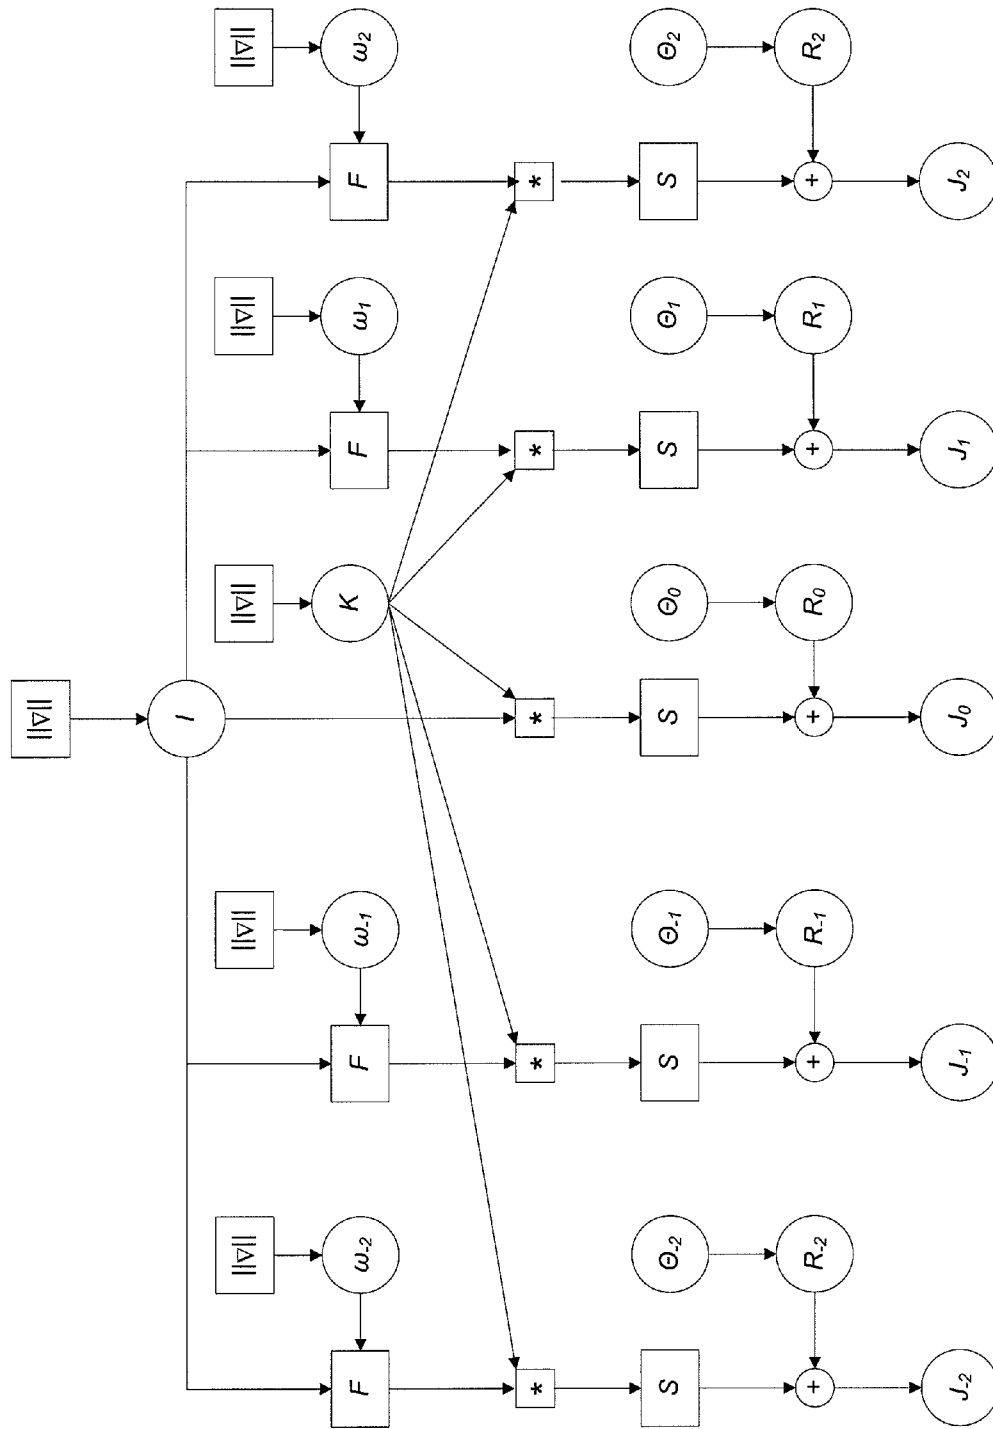 ||∇||
I
||∇||
||∇||
||∇||
||∇||
||∇||
ω-2
ω-1
K
ω1
ω2
F
F
F
F
*
*
*
*
*
S
S
S
S
S
Θ-2
Θ-1
Θ0
Θ1
Θ2
R-2
R-1
R0
R1
R2
+
+
+
+
+
J-2
J-1
J0
J1
J2